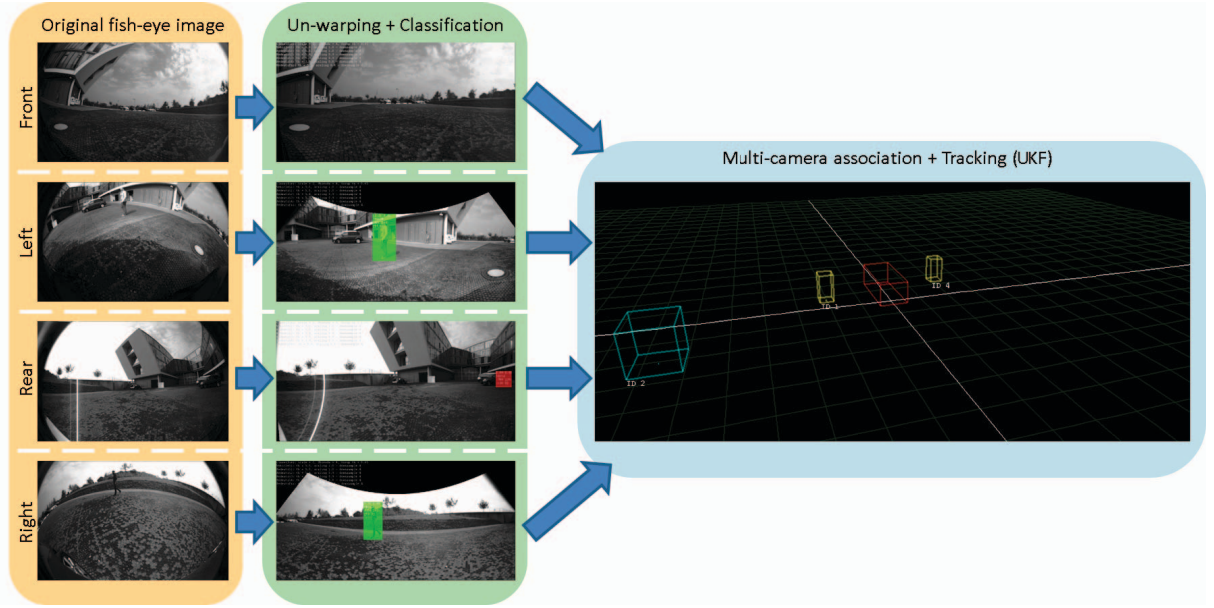 Original fish-eye image
Un-warping + Classification
Front
Multi-camera association + Tracking (UKF)
Left
ID 1
ID 4
ID 2
Rear
Right